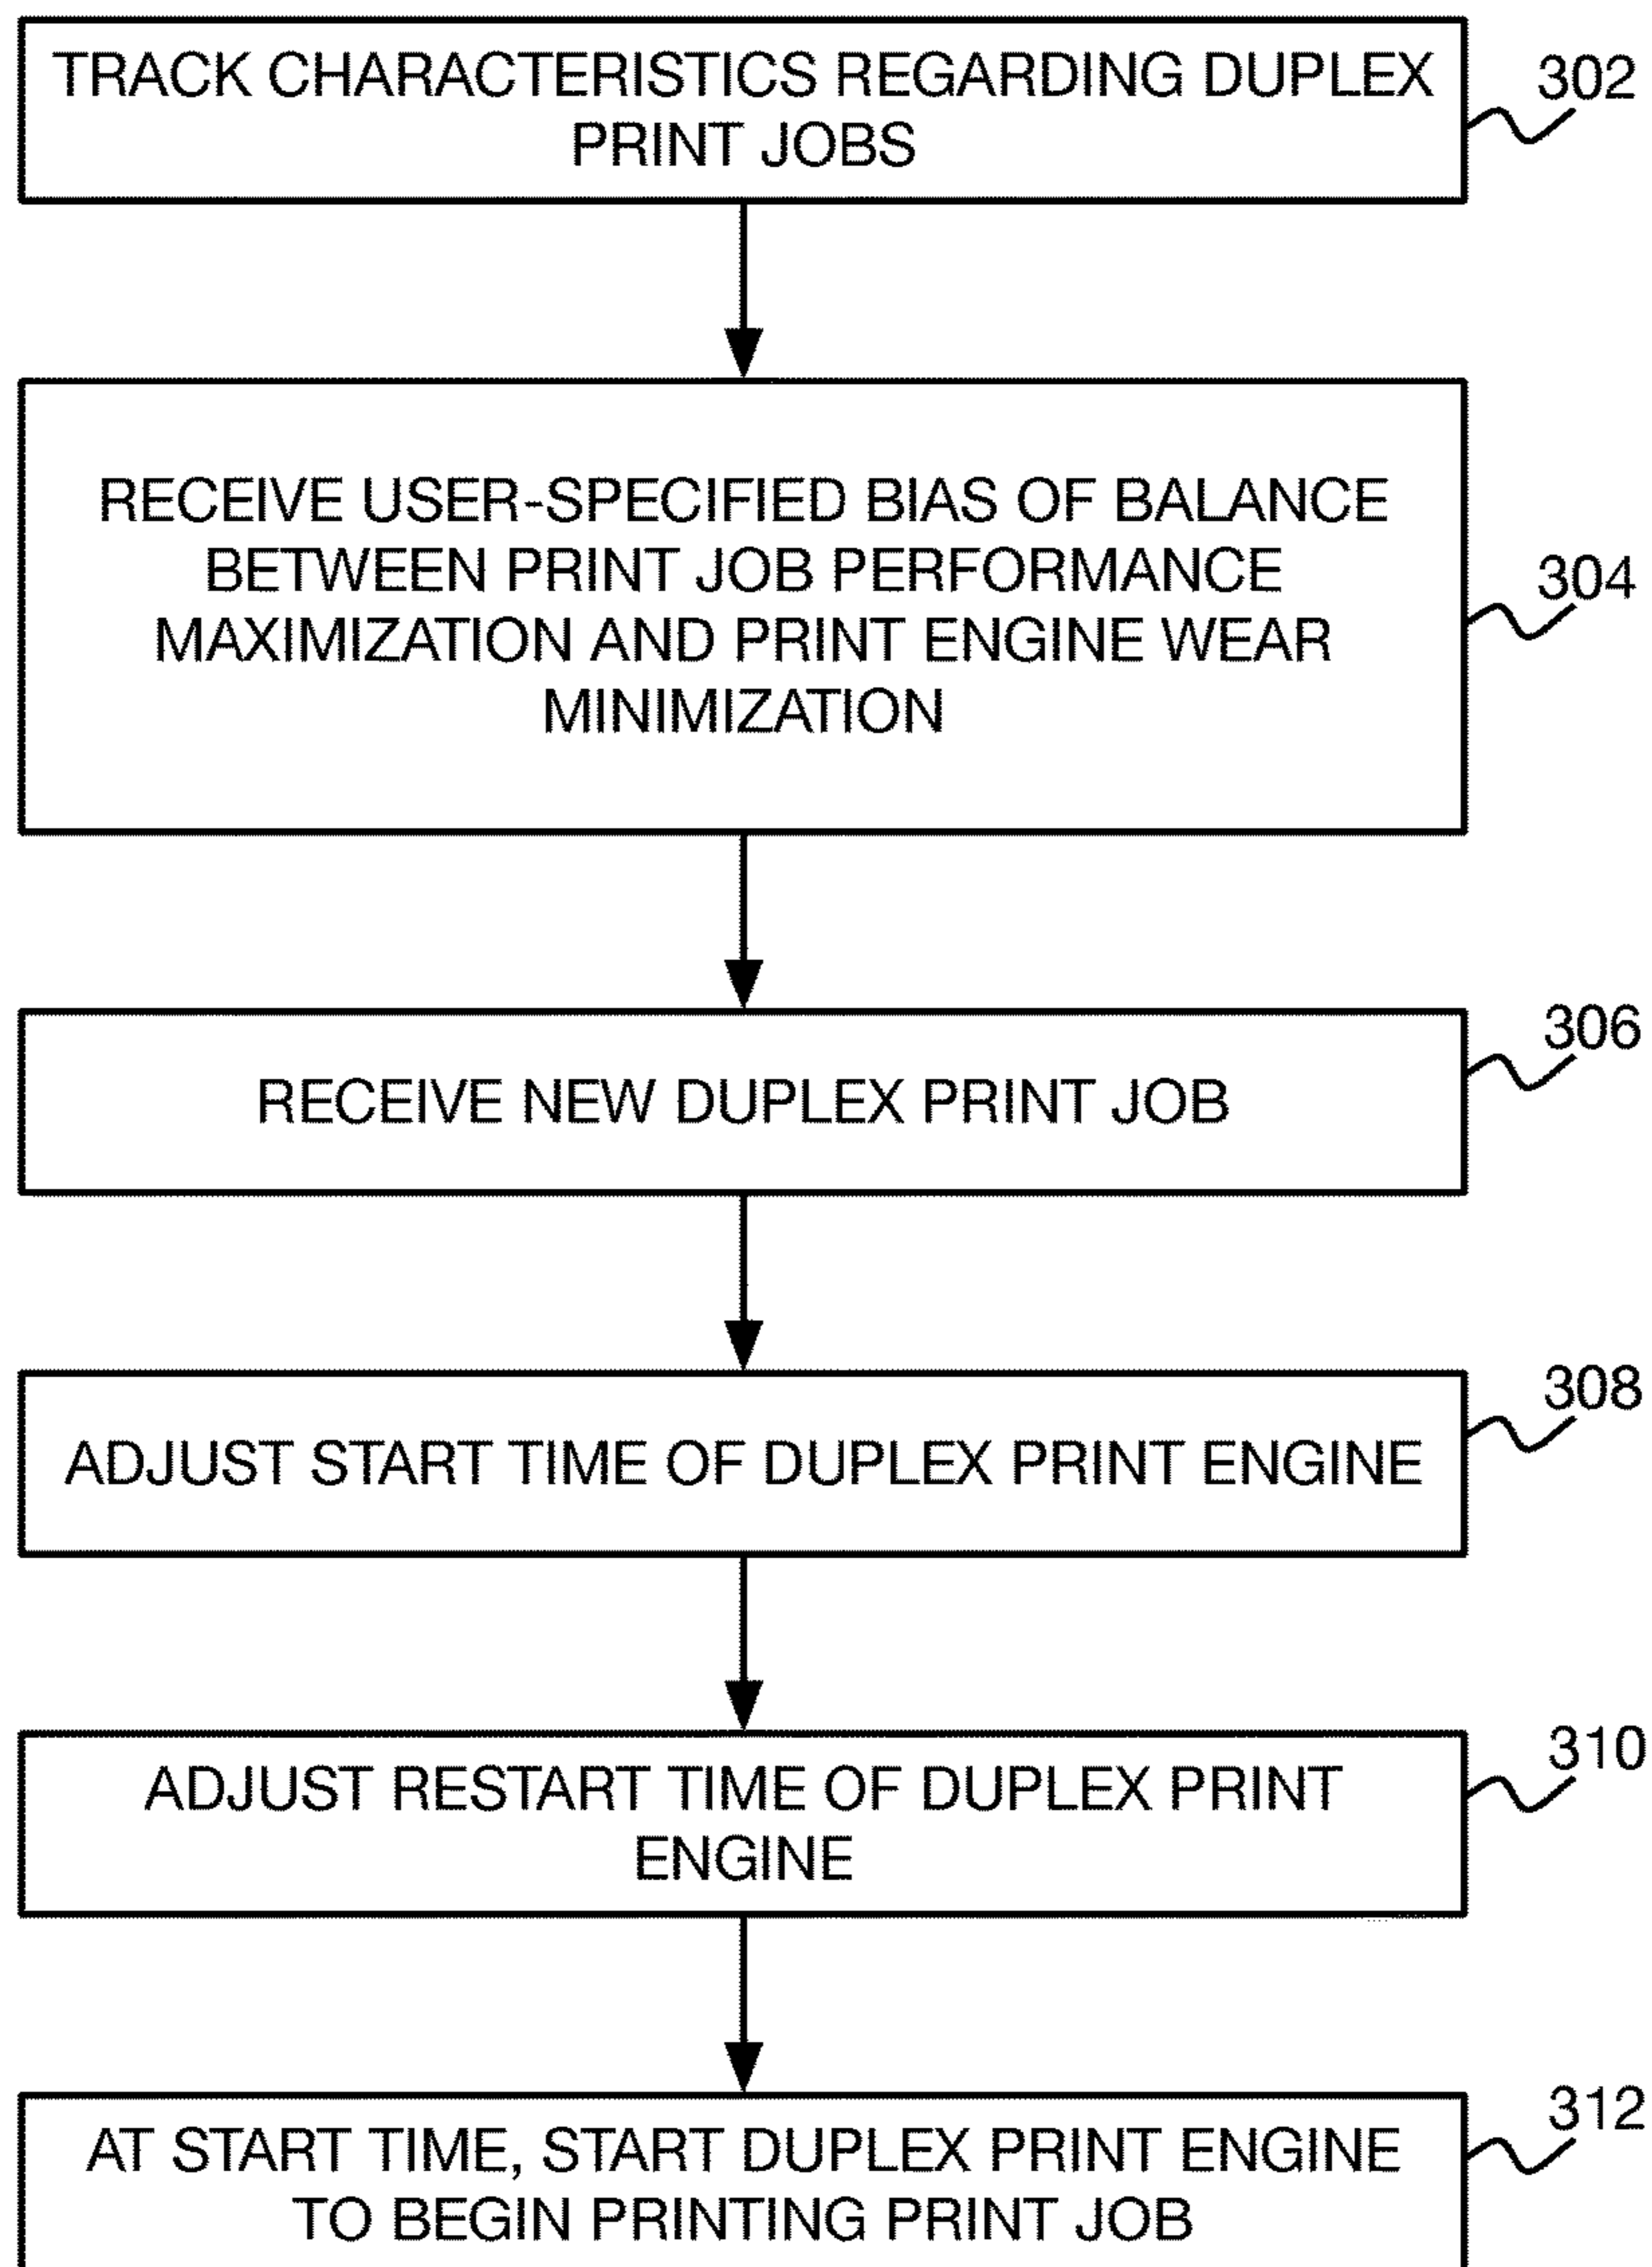 TRACK CHARACTERISTICS REGARDING DUPLEX
PRINT JOBS
302
RECEIVE USER-SPECIFIED BIAS OF BALANCE
BETWEEN PRINT JOB PERFORMANCE
MAXIMIZATION AND PRINT ENGINE WEAR
MINIMIZATION
304
RECEIVE NEW DUPLEX PRINT JOB
306
ADJUST START TIME OF DUPLEX PRINT ENGINE
308
ADJUST RESTART TIME OF DUPLEX PRINT
ENGINE
310
AT START TIME, START DUPLEX PRINT ENGINE
TO BEGIN PRINTING PRINT JOB
312